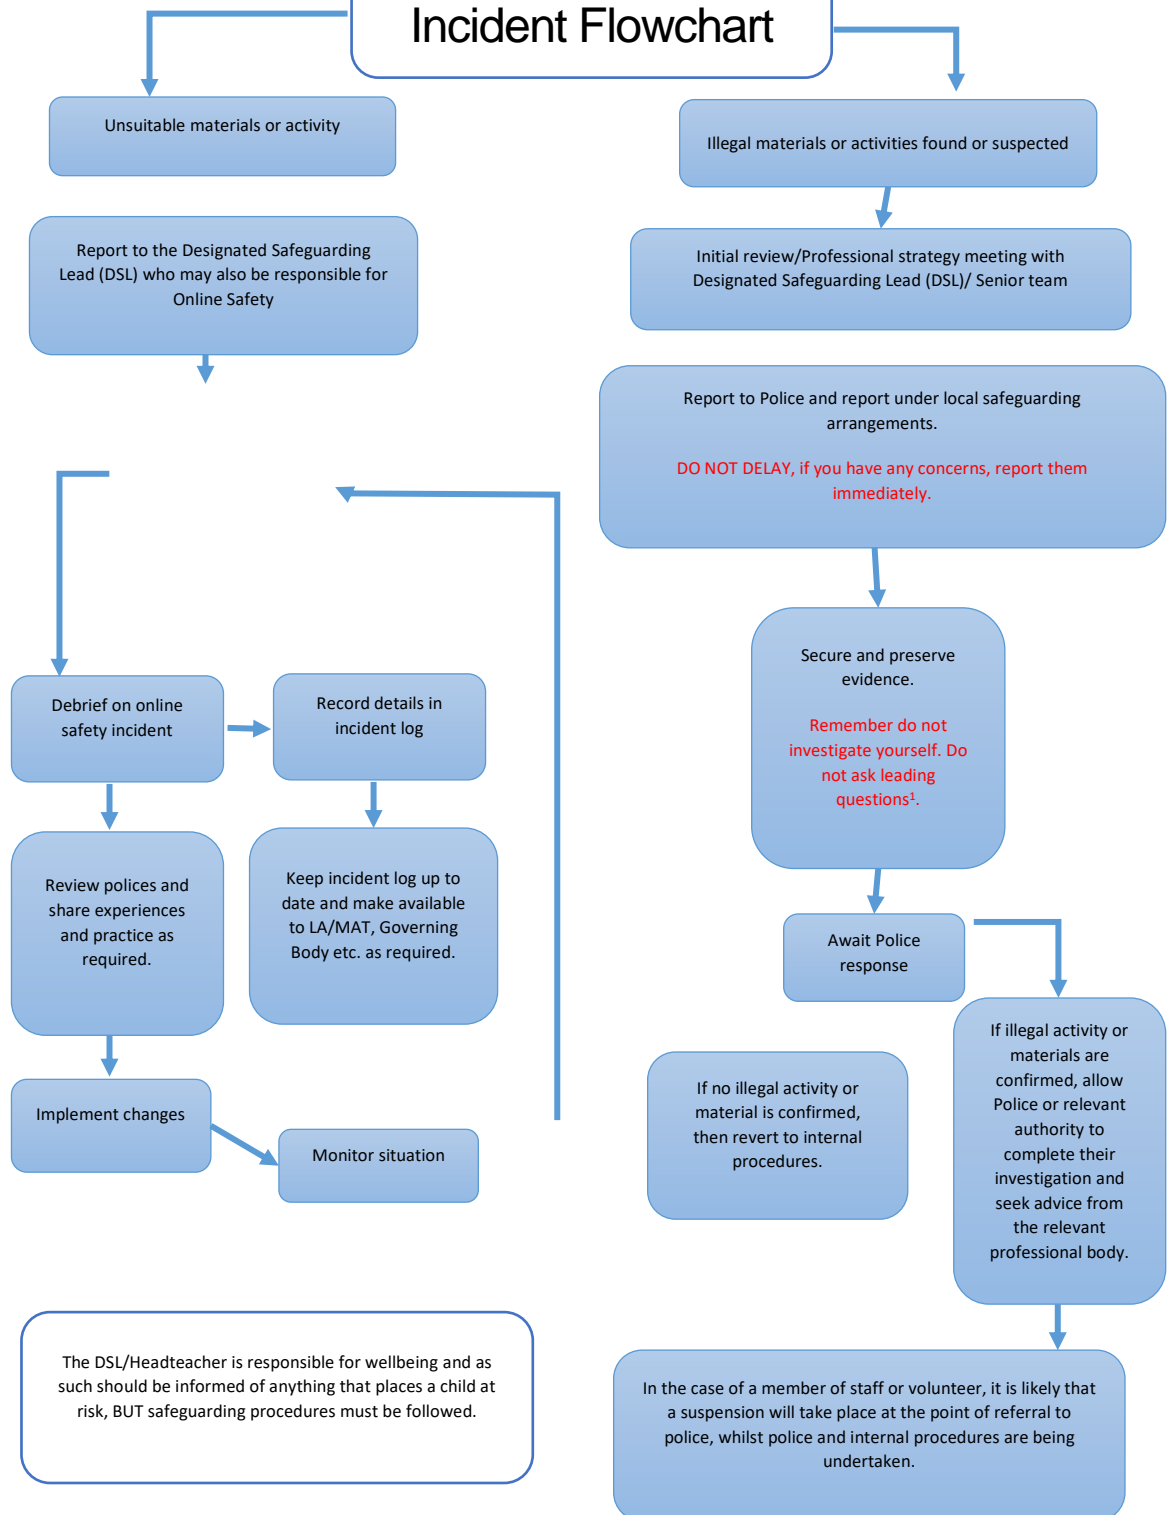 Incident Flowchart
Unsuitable materials or activity
Illegal materials or activities found or suspected
Report to the Designated Safeguarding
Lead (DSL) who may also be responsible for
Online Safety
Initial review/Professional strategy meeting with
Designated Safeguarding Lead (DSL)/ Senior team
Report to Police and report under local safeguarding
arrangements.
DO NOT DELAY, if you have any concerns, report them
immediately.
Secure and preserve
evidence.
Remember do not
investigate yourself. Do
not ask leading
questions¹.
Debrief on online
safety incident
Record details in
incident log
Review polices and
share experiences
and practice as
required.
Keep incident log up to
date and make available
to LA/MAT, Governing
Body etc. as required.
Await Police
response
If illegal activity or
materials are
confirmed, allow
Police or relevant
authority to
complete their
investigation and
seek advice from
the relevant
professional body.
If no illegal activity or
material is confirmed,
then revert to internal
procedures.
Implement changes
Monitor situation
The DSL/Headteacher is responsible for wellbeing and as
such should be informed of anything that places a child at
risk, BUT safeguarding procedures must be followed.
In the case of a member of staff or volunteer, it is likely that
a suspension will take place at the point of referral to
police, whilst police and internal procedures are being
undertaken.